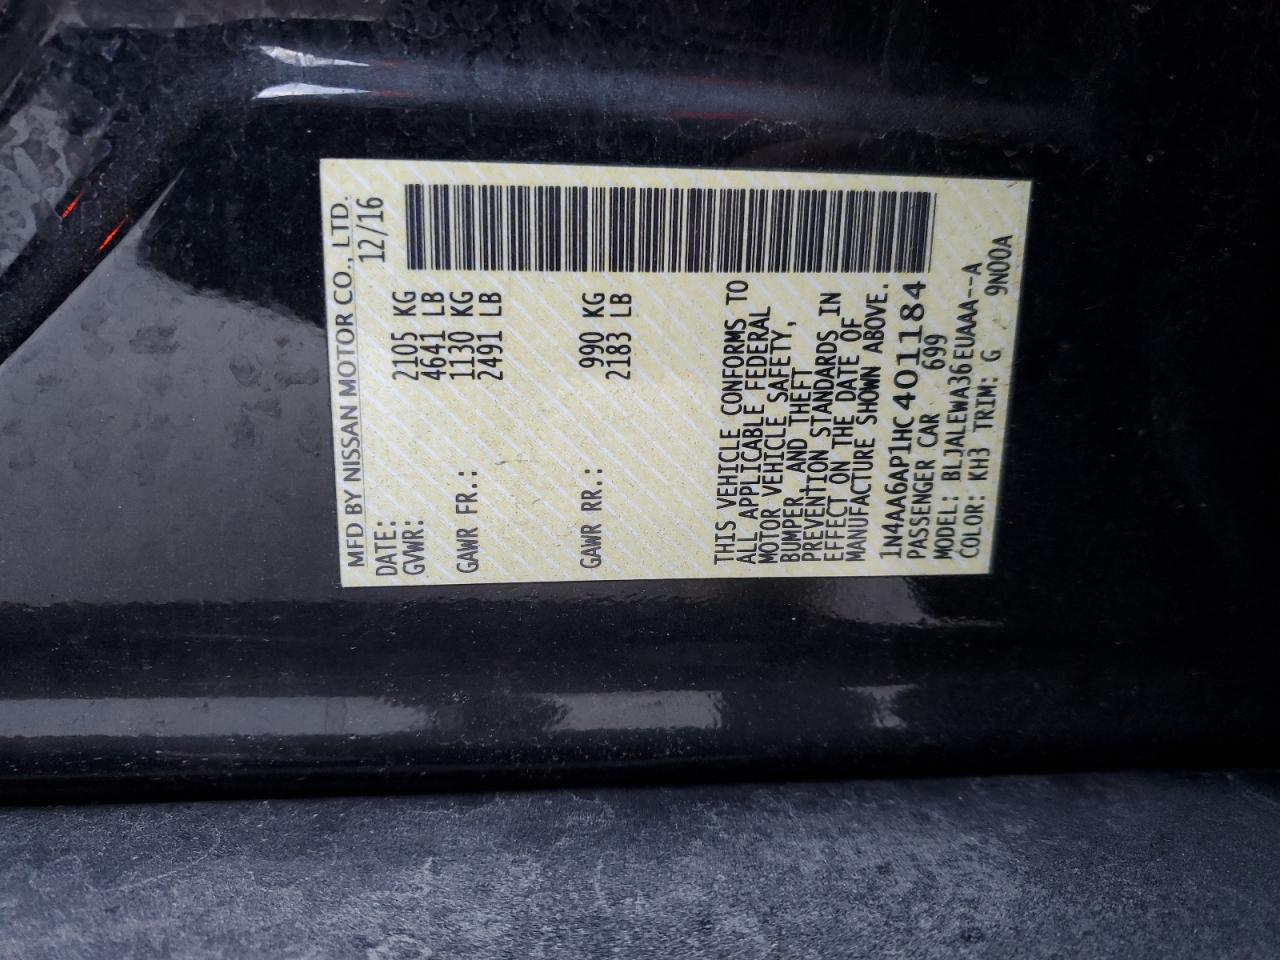 MFD BY NISSAN MOTOR CO., LTD.
DATE: 12/16
GVWR: 2105 KG
4641 LB
GAWR FR.: 1130 KG
2491 LB
GAWR RR.: 990 KG
2183 LB
THIS VEHICLE CONFORMS TO
ALL APPLICABLE FEDERAL
MOTOR VEHICLE SAFETY,
BUMPER, AND THEFT
PREVENTION STANDARDS IN
EFFECT ON THE DATE OF
MANUFACTURE SHOWN ABOVE.
1N4AA6AP1HC401184
PASSENGER CAR 699
MODEL: BLJALEWA36EUAAA--A
COLOR: KH3 TRIM: G 9N00A